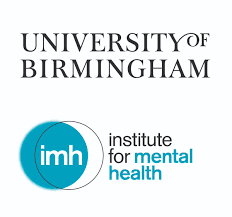 UNIVERSITY OF
BIRMINGHAM
imh
institute
for mental
health